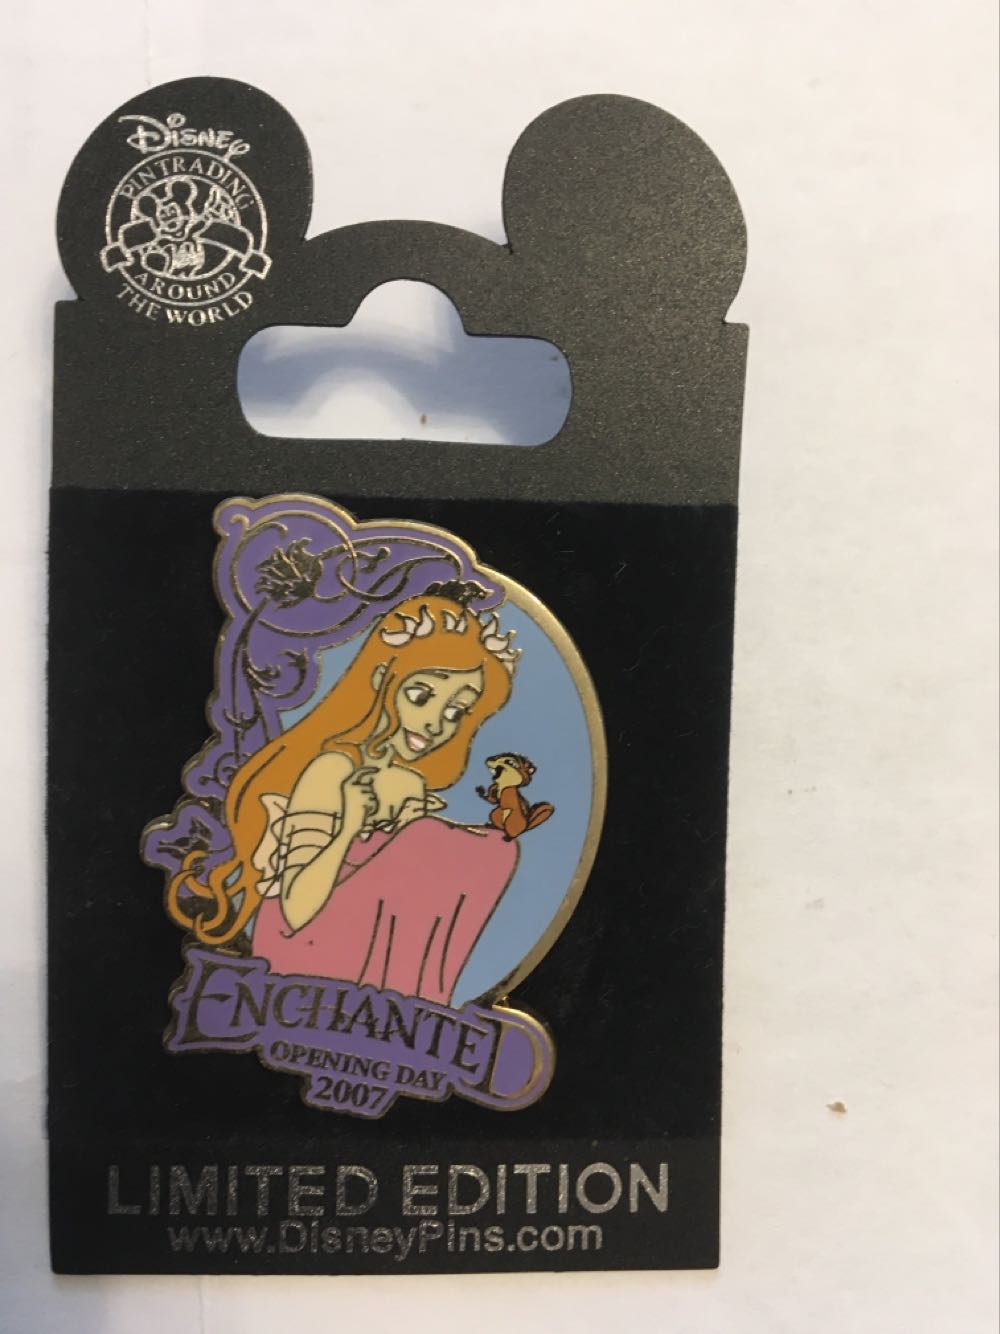 Disney
PIN TRADING
AROUND
THE WORLD
ENCHANTED
OPENING DAY
2007
LIMITED EDITION
www.DisneyPins.com